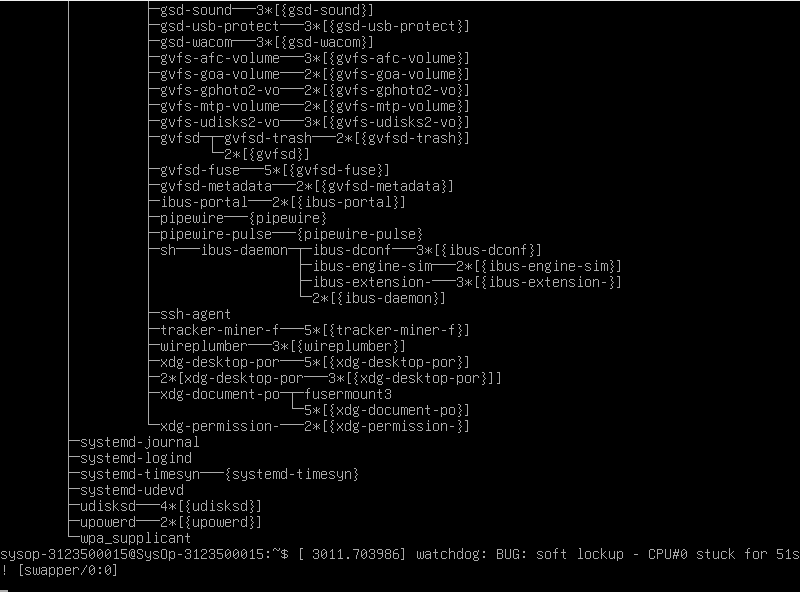 ├─gsd-sound───3*[{gsd-sound}]
├─gsd-usb-protect───3*[{gsd-usb-protect}]
├─gsd-wacom───3*[{gsd-wacom}]
├─gvfs-afc-volume───3*[{gvfs-afc-volume}]
├─gvfs-goa-volume───2*[{gvfs-goa-volume}]
├─gvfs-gphoto2-vo───2*[{gvfs-gphoto2-vo}]
├─gvfs-mtp-volume───2*[{gvfs-mtp-volume}]
├─gvfs-udisks2-vo───3*[{gvfs-udisks2-vo}]
├─gvfsd─┬─gvfsd-trash───2*[{gvfsd-trash}]
└─2*[{gvfsd}]
├─gvfsd-fuse───5*[{gvfsd-fuse}]
├─gvfsd-metadata───2*[{gvfsd-metadata}]
├─ibus-portal───2*[{ibus-portal}]
├─pipewire───{pipewire}
├─pipewire-pulse───{pipewire-pulse}
├─sh───ibus-daemon─┬─ibus-dconf───3*[{ibus-dconf}]
├─ibus-engine-sim───2*[{ibus-engine-sim}]
├─ibus-extension-───3*[{ibus-extension-}]
└─2*[{ibus-daemon}]
├─ssh-agent
├─tracker-miner-f───5*[{tracker-miner-f}]
├─wireplumber───3*[{wireplumber}]
├─xdg-desktop-por───5*[{xdg-desktop-por}]
├─2*[xdg-desktop-por───3*[{xdg-desktop-por}]]
├─xdg-document-po─┬─fusermount3
└─5*[{xdg-document-po}]
└─xdg-permission-───2*[{xdg-permission-}]
├─systemd-journal
├─systemd-logind
├─systemd-timesyn───{systemd-timesyn}
├─systemd-udevd
├─udisksd───4*[{udisksd}]
├─upowerd───2*[{upowerd}]
└─wpa_supplicant
sysop-3123500015@SysOp-3123500015:~$ [ 3011.703986] watchdog: BUG: soft lockup - CPU#0 stuck for 51s
! [swapper/0:0]